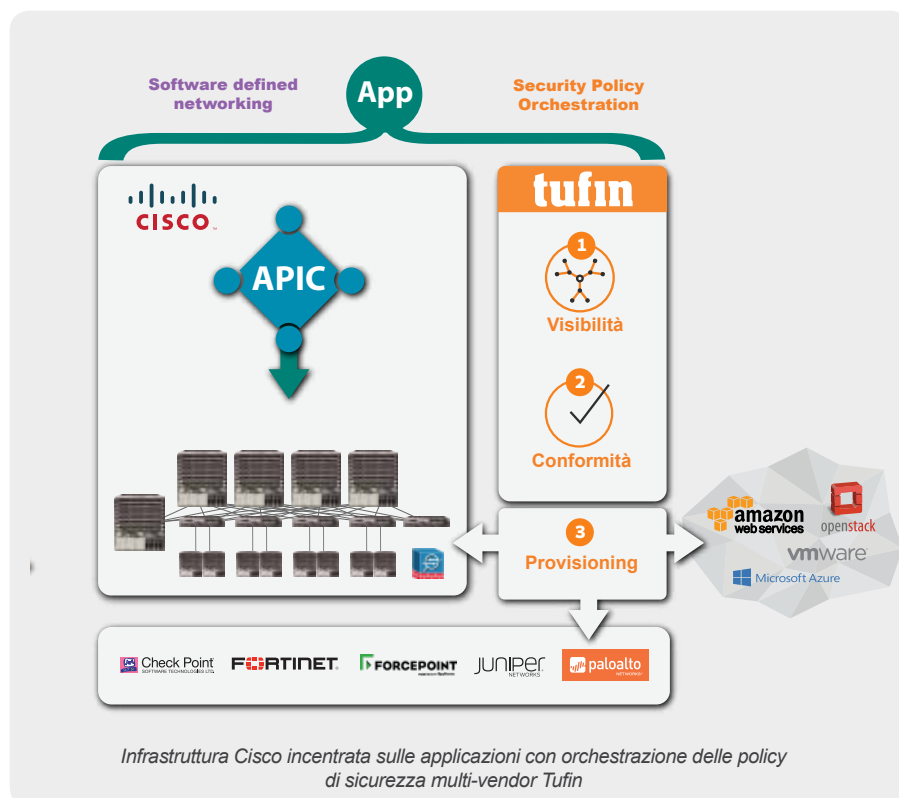 Software defined
networking
App
Security Policy
Orchestration
CISCO
APIC
tufin
1
Visibilità
2
Conformità
3
Provisioning
amazon
web services
openstack
vmware
Microsoft Azure
Check Point
SOFTWARE TECHNOLOGIES LTD.
FORTINET
FORCEPOINT
JUNIPER
NETWORKS
paloalto
NETWORKS
Infrastruttura Cisco incentrata sulle applicazioni con orchestrazione delle policy
di sicurezza multi-vendor Tufin